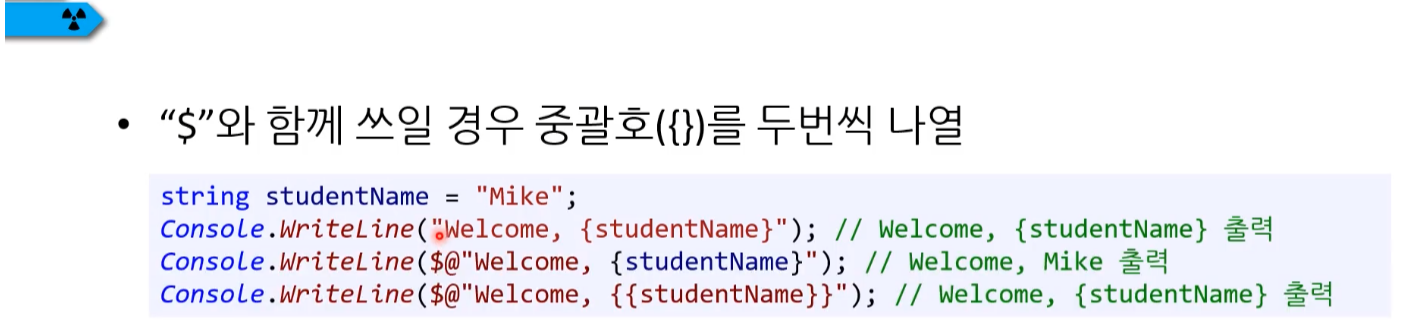 • “$”와 함께 쓰일 경우 중괄호({})를 두번씩 나열
string studentName = "Mike";
Console.WriteLine("Welcome, {studentName}"); // Welcome, {studentName} 출력
Console.WriteLine($@"Welcome, {studentName}"); // Welcome, Mike 출력
Console.WriteLine($@"Welcome, {{studentName}}"); // Welcome, {studentName} 출력